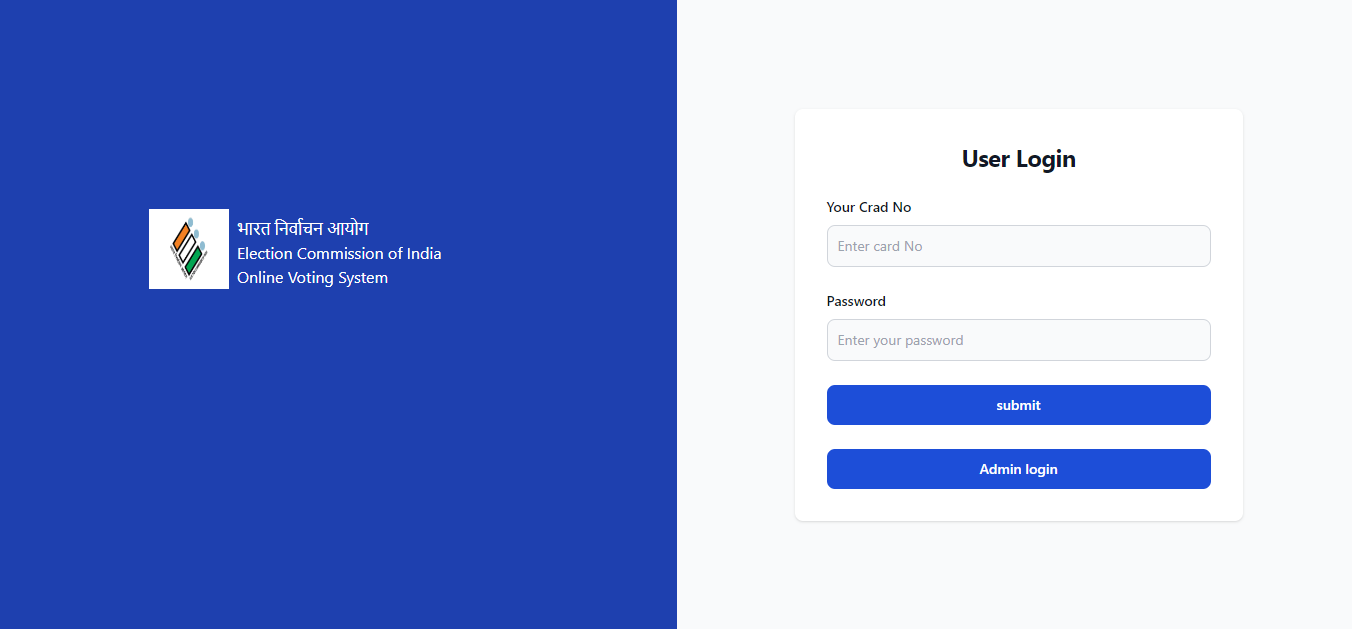 भारत निर्वाचन आयोग
Election Commission of India
Online Voting System
User Login
Your Crad No
Enter card No
Password
Enter your password
submit
Admin login